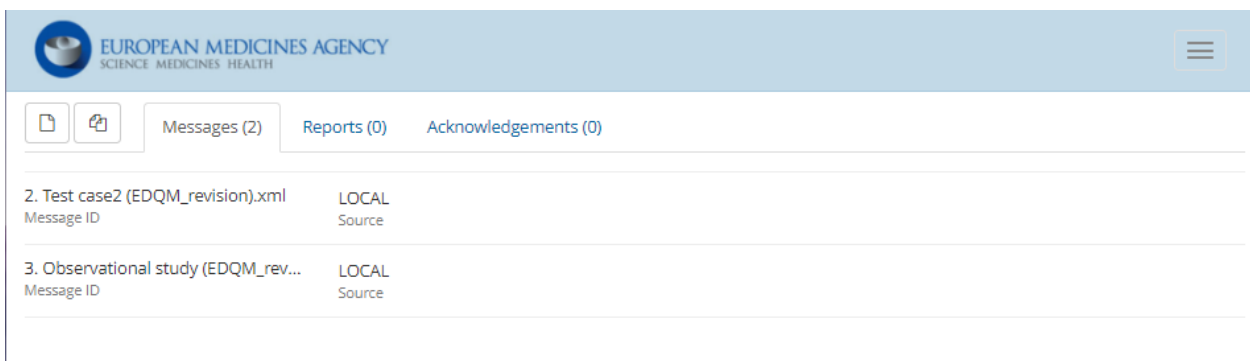 EUROPEAN MEDICINES AGENCY
SCIENCE MEDICINES HEALTH
Messages (2) Reports (0) Acknowledgements (0)
2. Test case2 (EDQM_revision).xml LOCAL
Message ID Source
3. Observational study (EDQM_rev... LOCAL
Message ID Source